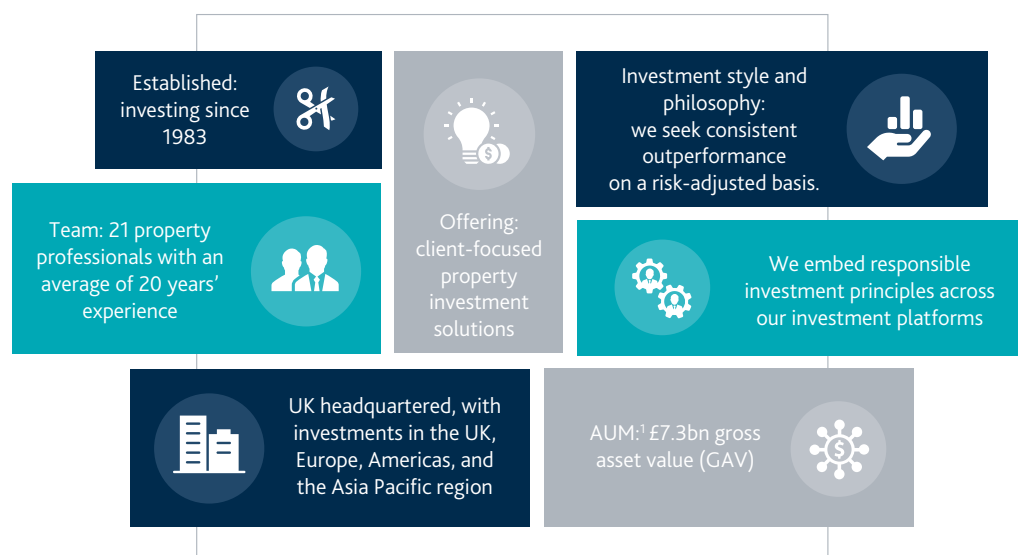 Established:
investing since
1983
Offering:
client-focused
property
investment
solutions
Investment style and
philosophy:
we seek consistent
outperformance
on a risk-adjusted basis.
Team: 21 property
professionals with an
average of 20 years’
experience
We embed responsible
investment principles across
our investment platforms
UK headquartered, with
investments in the UK,
Europe, Americas, and
the Asia Pacific region
AUM:¹ £7.3bn gross
asset value (GAV)